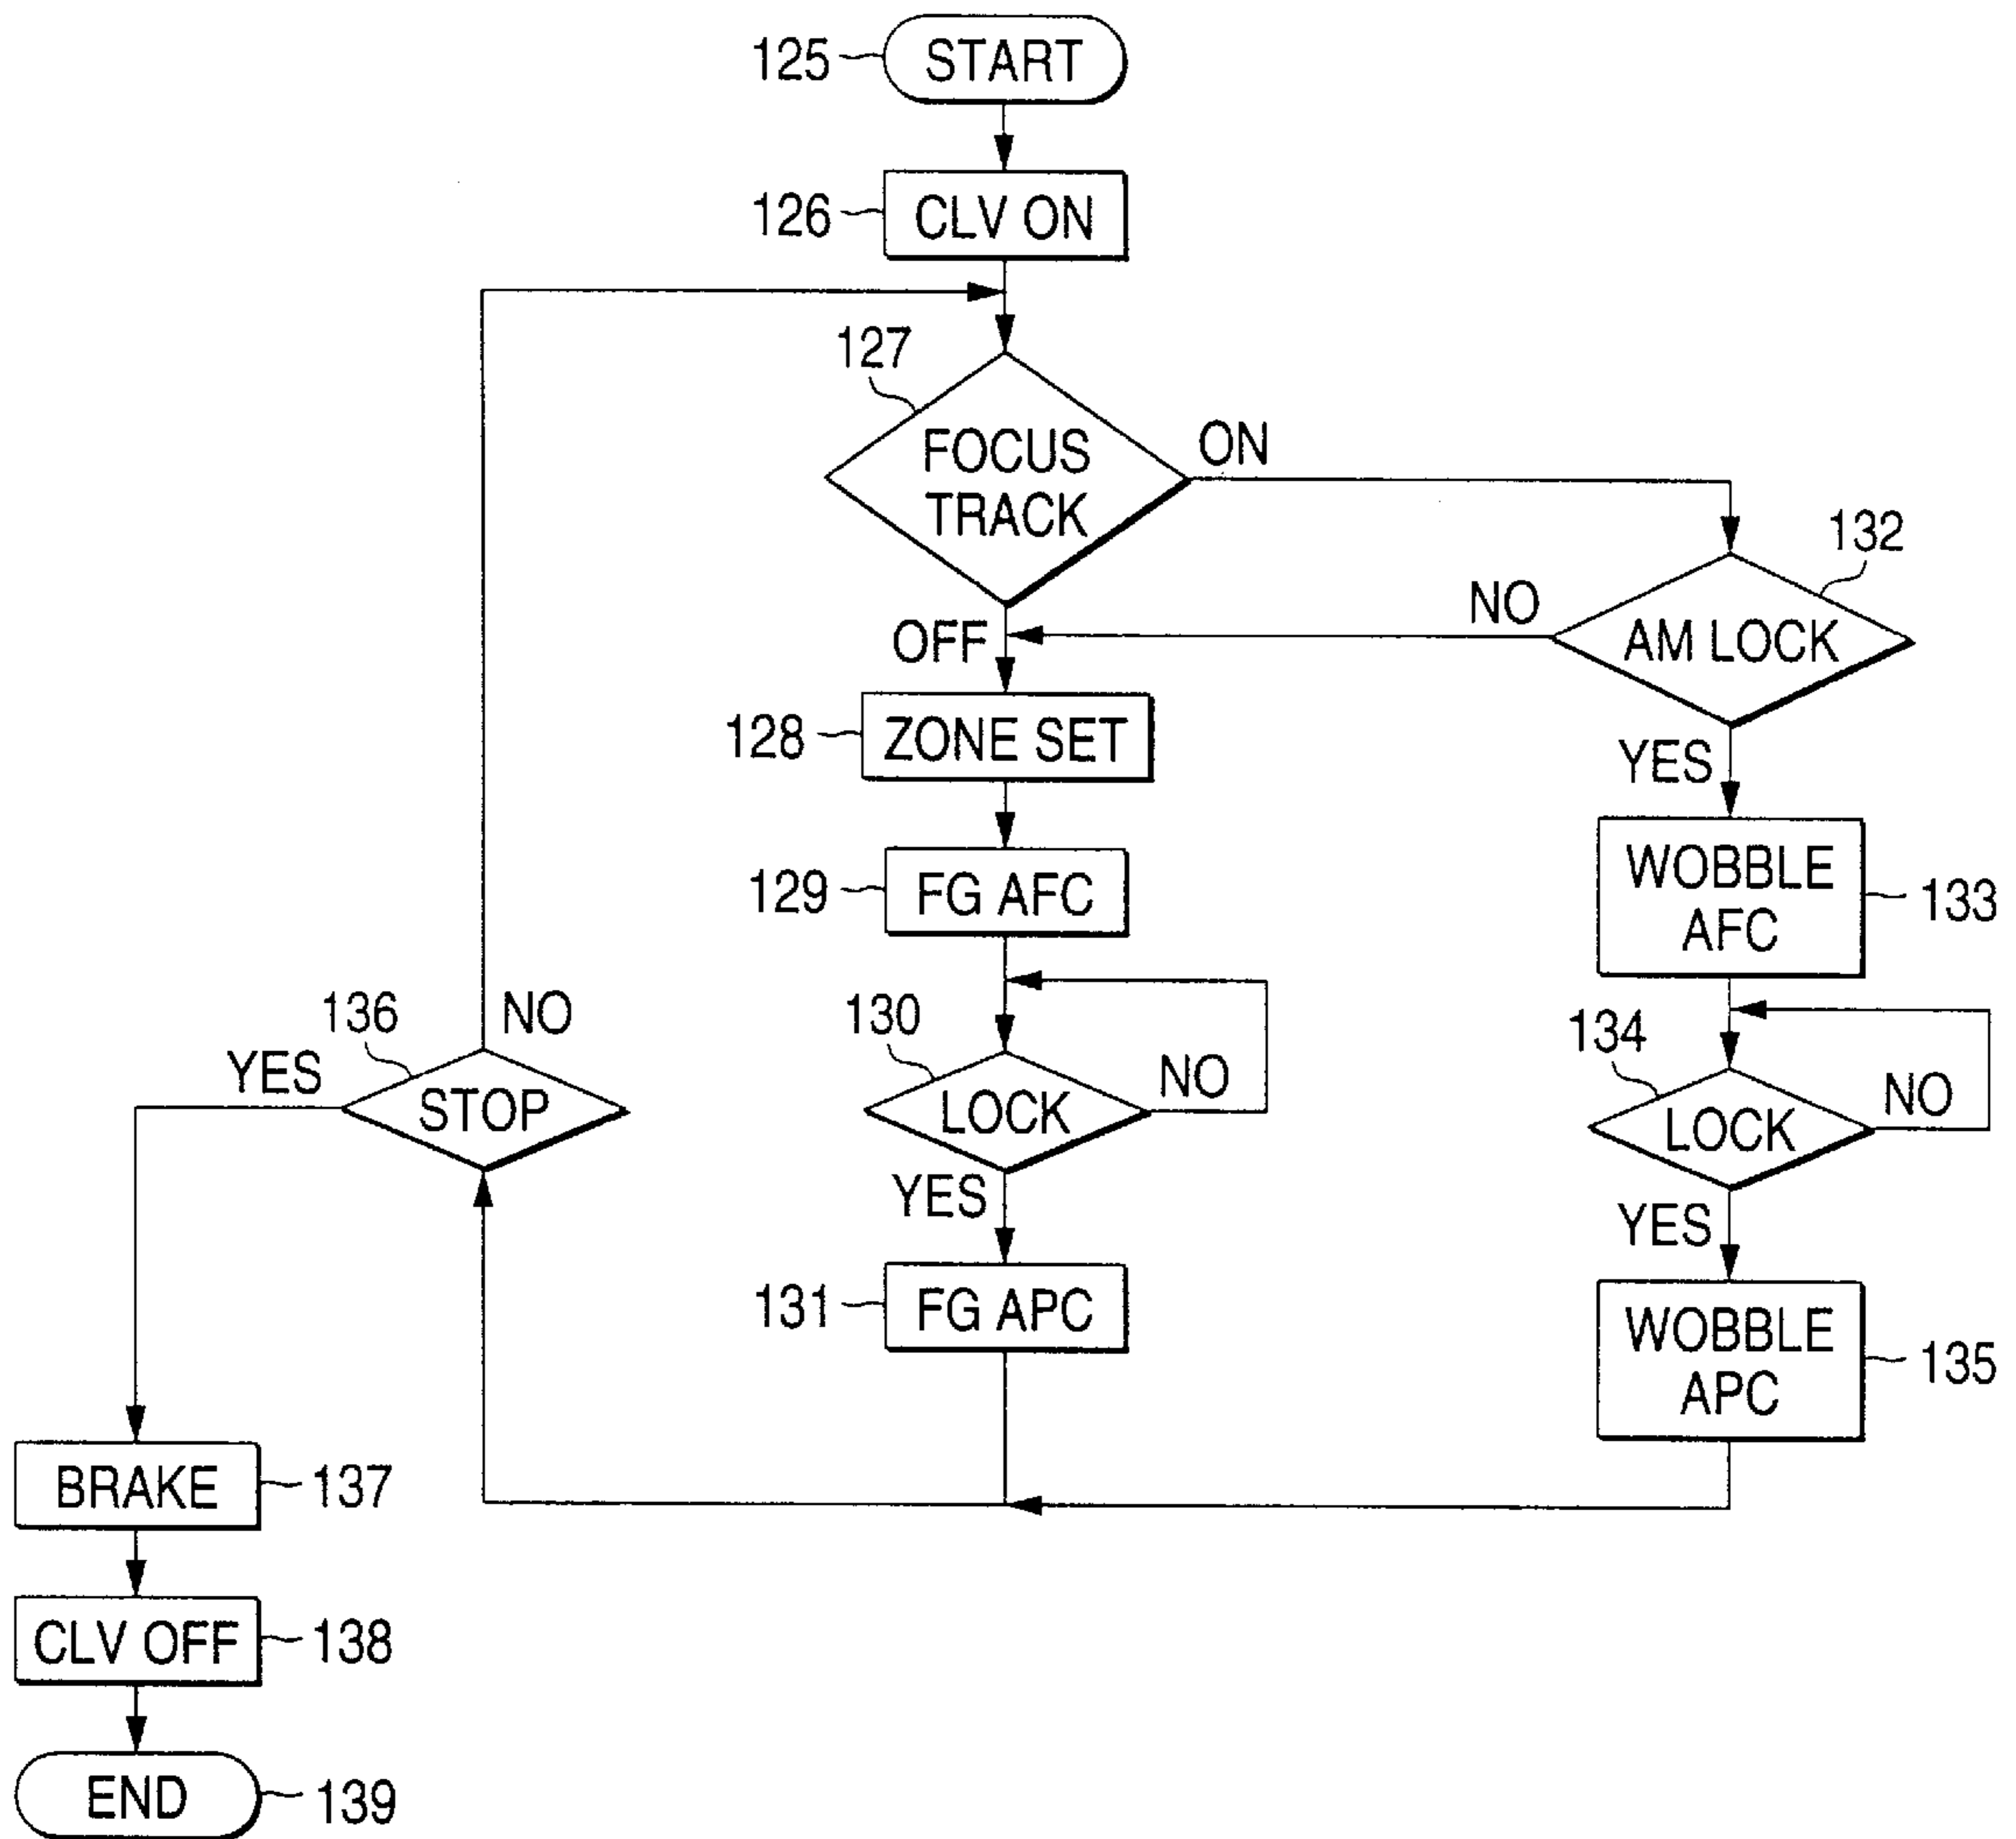 125
START
126
CLV ON
127
FOCUS
TRACK
ON
OFF
132
AM LOCK
NO
YES
128
ZONE SET
129
FG AFC
130
LOCK
NO
YES
131
FG APC
WOBBLE
AFC
133
134
LOCK
NO
YES
WOBBLE
APC
135
136
STOP
NO
YES
BRAKE
137
CLV OFF
138
END
139